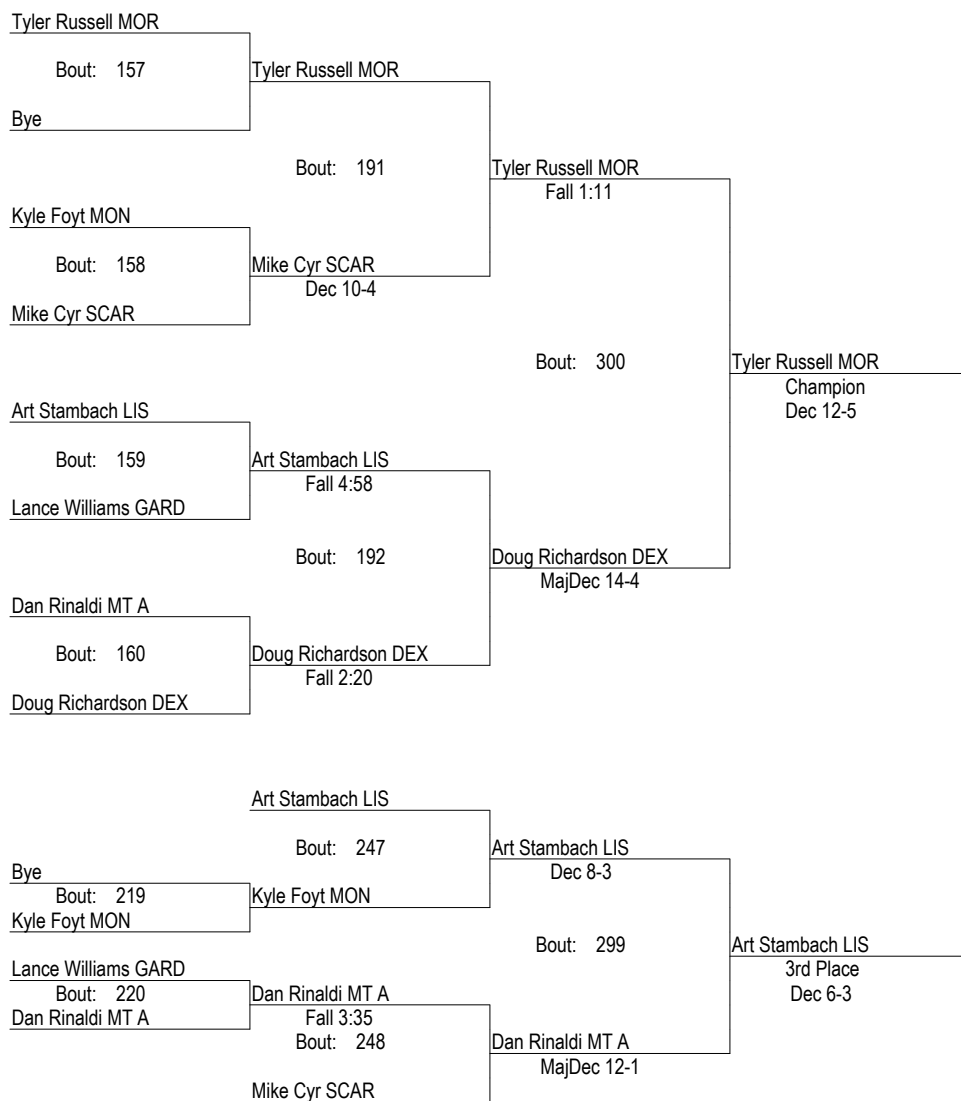 Tyler Russell MOR
Bout: 157
Tyler Russell MOR
Bye
Bout: 191
Tyler Russell MOR
Fall 1:11
Kyle Foyt MON
Bout: 158
Mike Cyr SCAR
Dec 10-4
Mike Cyr SCAR
Bout: 300
Tyler Russell MOR
Champion
Dec 12-5
Art Stambach LIS
Bout: 159
Art Stambach LIS
Fall 4:58
Lance Williams GARD
Bout: 192
Doug Richardson DEX
MajDec 14-4
Dan Rinaldi MT A
Bout: 160
Doug Richardson DEX
Fall 2:20
Doug Richardson DEX
Art Stambach LIS
Bout: 247
Art Stambach LIS
Dec 8-3
Bye
Bout: 219
Kyle Foyt MON
Kyle Foyt MON
Bout: 299
Art Stambach LIS
3rd Place
Dec 6-3
Lance Williams GARD
Bout: 220
Dan Rinaldi MT A
Dan Rinaldi MT A
Fall 3:35
Bout: 248
Dan Rinaldi MT A
MajDec 12-1
Mike Cyr SCAR